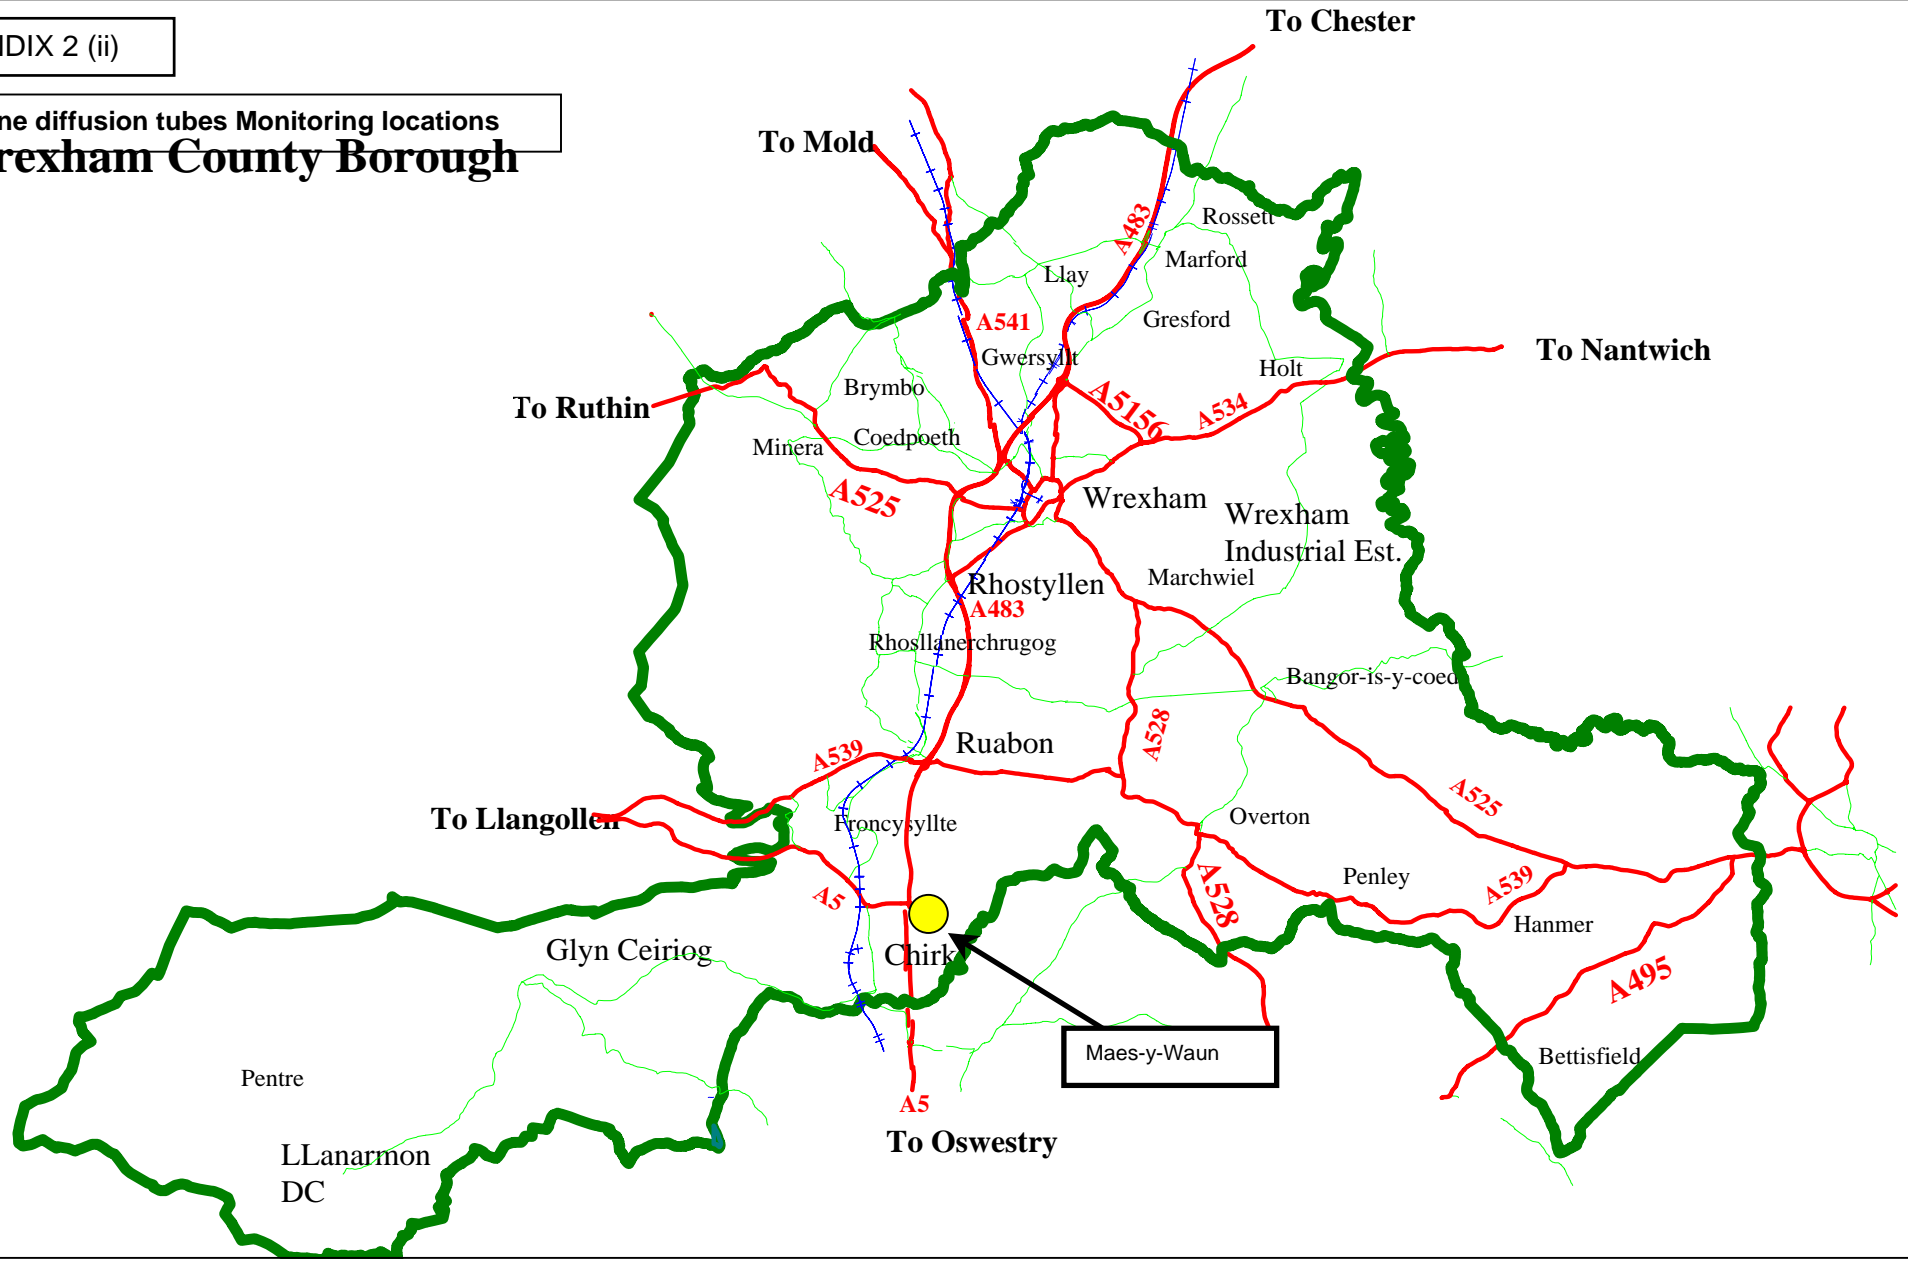 To Chester
NDIX 2 (ii)
ne diffusion tubes Monitoring locations
rexham County Borough
To Mold
Rossett
A483
Marford
Llay
Gresford
A541
Gwersyllt
To Nantwich
Holt
Brymbo
A5156
A534
To Ruthin
Coedpoeth
Minera
A525
Wrexham
Wrexham
Industrial Est.
Rhostyllen
Marchwiel
A483
Rhosllanerchrugog
Bangor-is-y-coed
A528
Ruabon
A539
A525
To Llangollen
Froncysyllte
Overton
Penley
A539
A5
A528
Hanmer
Glyn Ceiriog
Chirk
A495
Maes-y-Waun
Bettisfield
Pentre
A5
To Oswestry
LLanarmon
DC